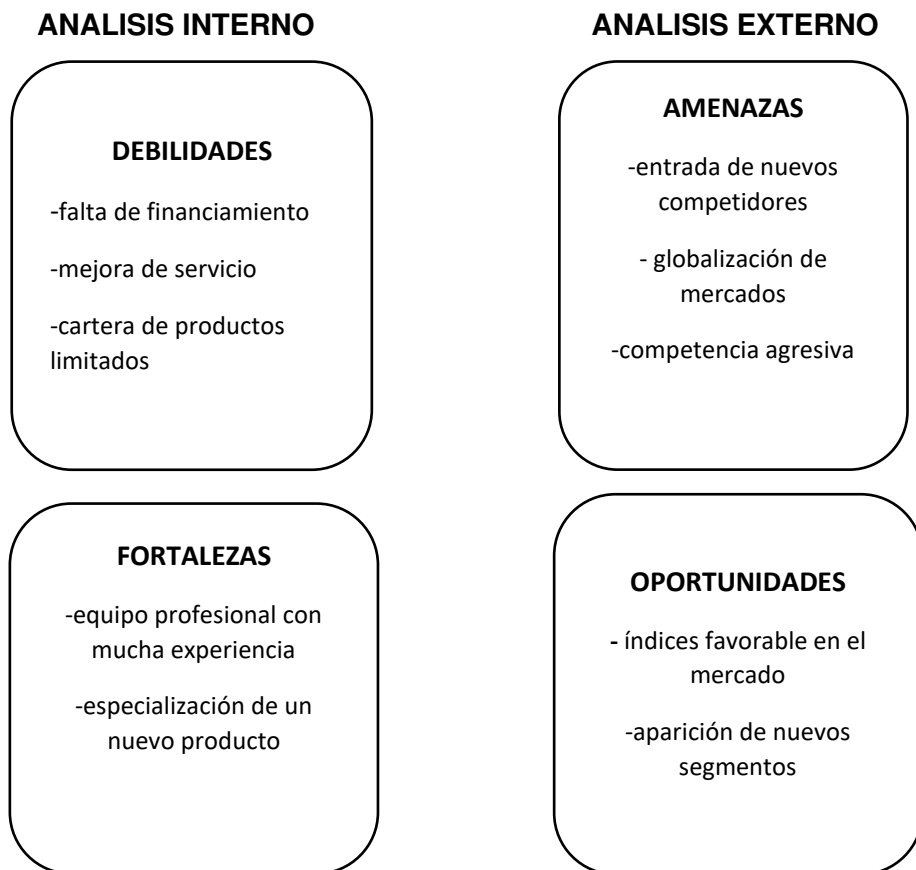 ANALISIS INTERNO
DEBILIDADES
-falta de financiamiento
-mejora de servicio
-cartera de productos
limitados
FORTALEZAS
-equipo profesional con
mucha experiencia
-especialización de un
nuevo producto
ANALISIS EXTERNO
AMENAZAS
-entrada de nuevos
competidores
- globalización de
mercados
-competencia agresiva
OPORTUNIDADES
- índices favorable en el
mercado
-aparición de nuevos
segmentos